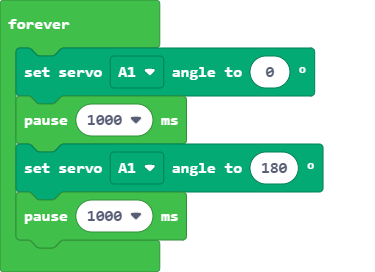 forever
set servo A1 angle to 0 °
pause 1000 ms
set servo A1 angle to 180 °
pause 1000 ms